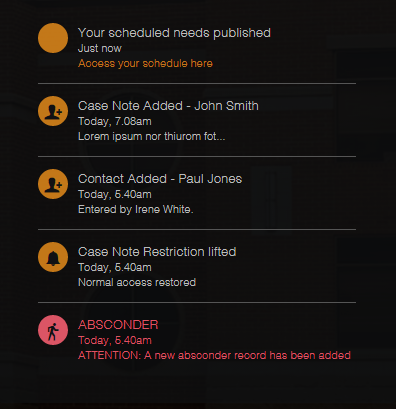 Your scheduled needs published
Just now
Access your schedule here
Case Note Added - John Smith
Today, 7.08am
Lorem ipsum nor thiurom fot...
Contact Added - Paul Jones
Today, 5.40am
Entered by Irene White.
Case Note Restriction lifted
Today, 5.40am
Normal access restored
ABSCONDER
Today, 5.40am
ATTENTION: A new absconder record has been added